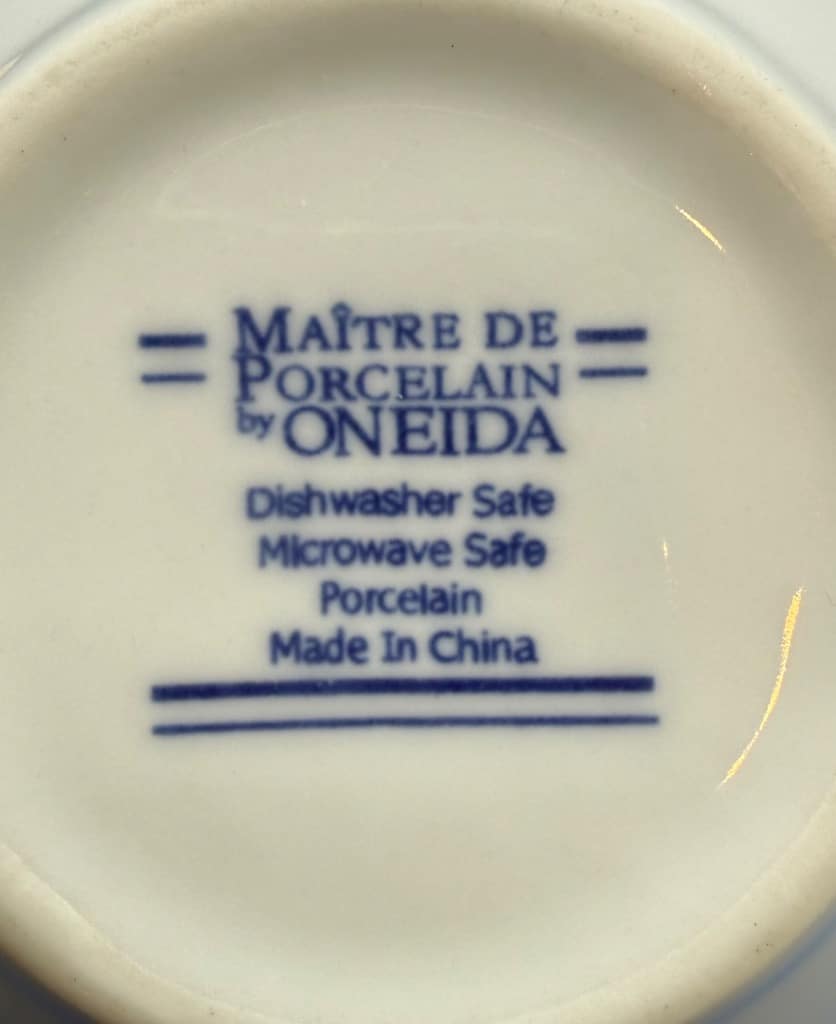 MAÎTRE DE
PORCELAIN
by ONEIDA
Dishwasher Safe
Microwave Safe
Porcelain
Made In China